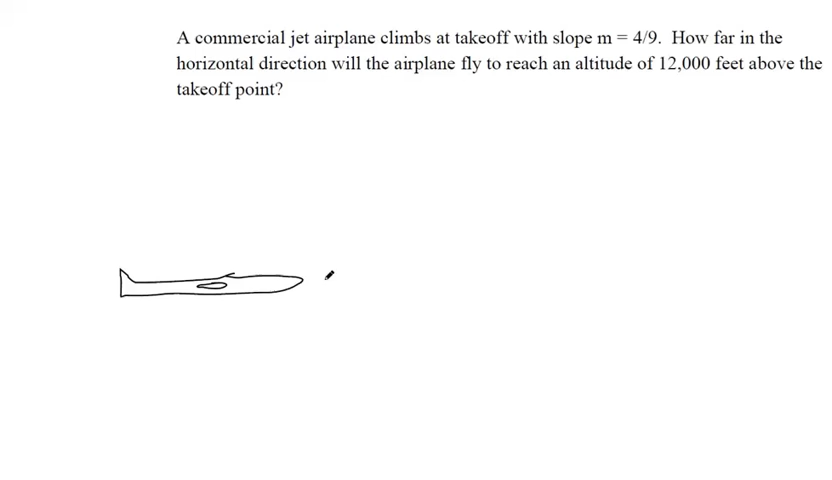 A commercial jet airplane climbs at takeoff with slope m = 4/9.  How far in the
horizontal direction will the airplane fly to reach an altitude of 12,000 feet above the
takeoff point?